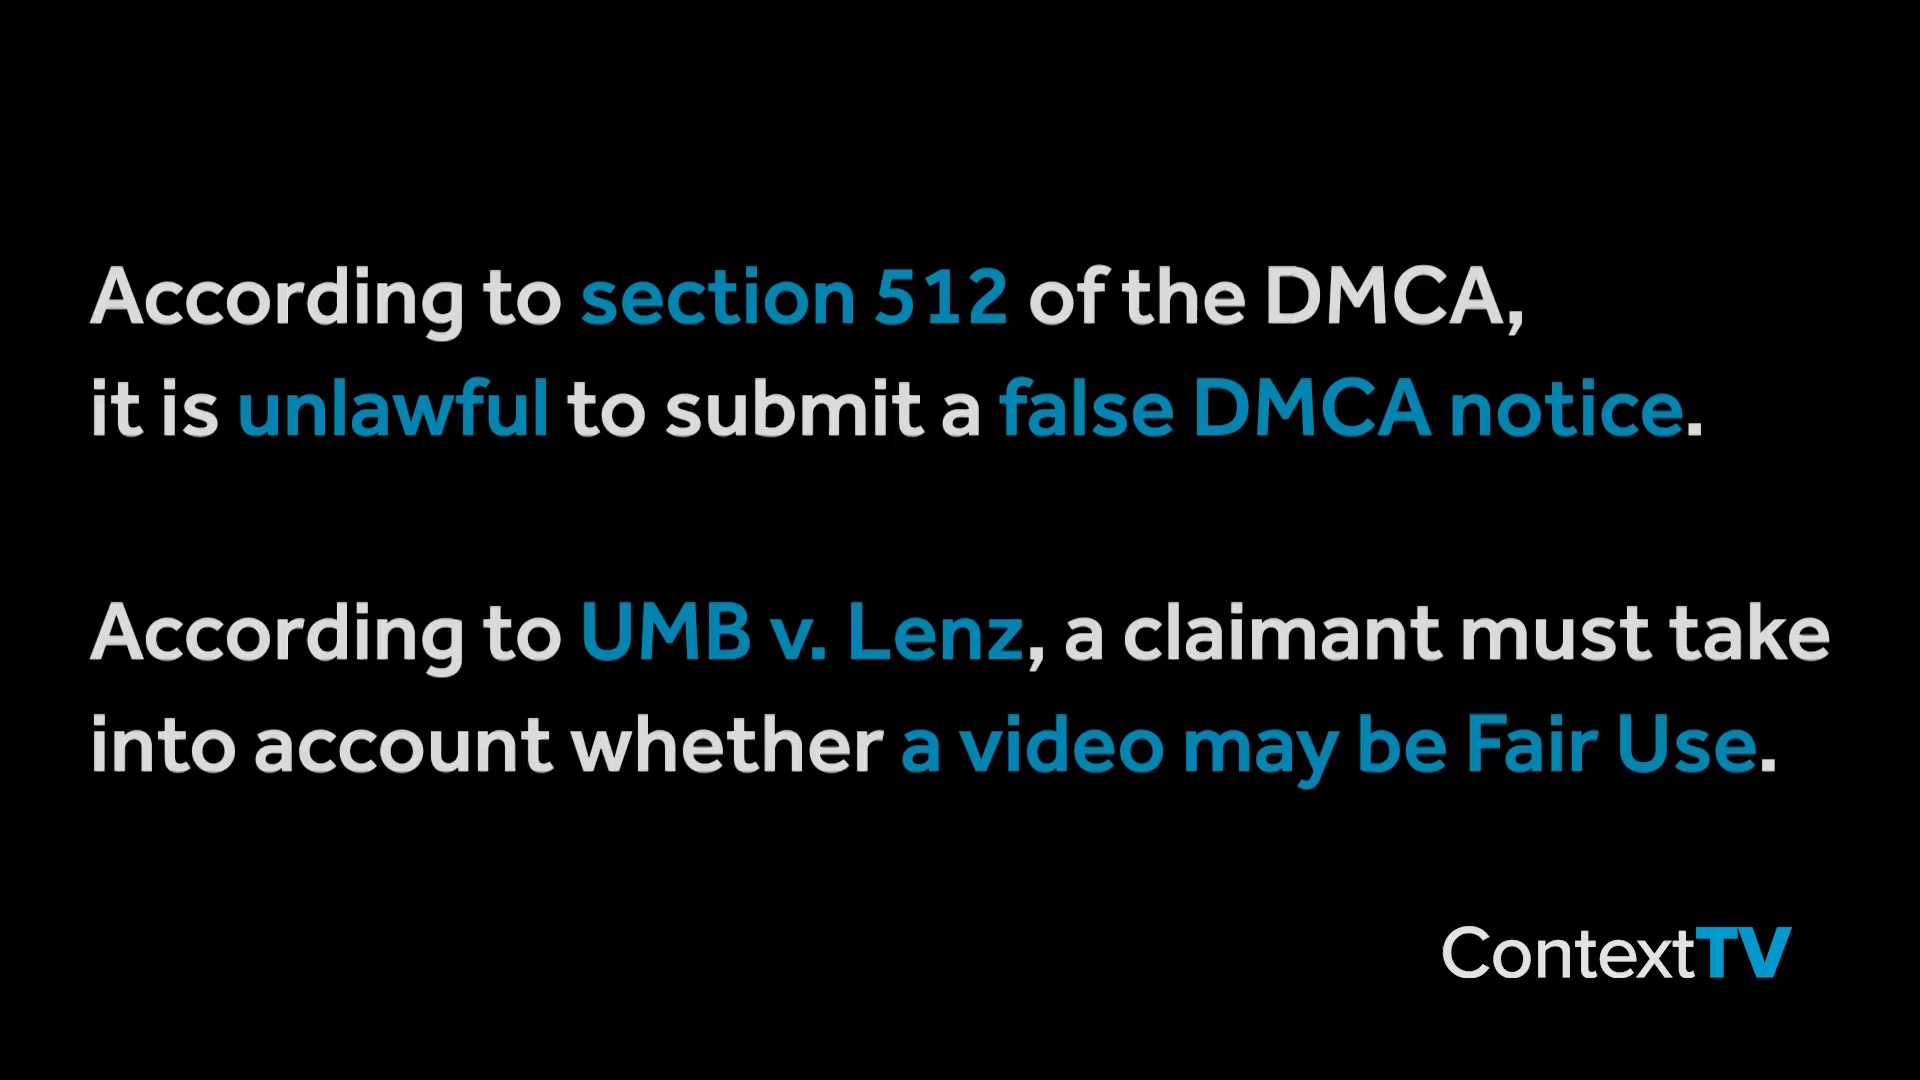 According to section 512 of the DMCA,
it is unlawful to submit a false DMCA notice.
According to UMB v. Lenz, a claimant must take
into account whether a video may be Fair Use.
ContextTV